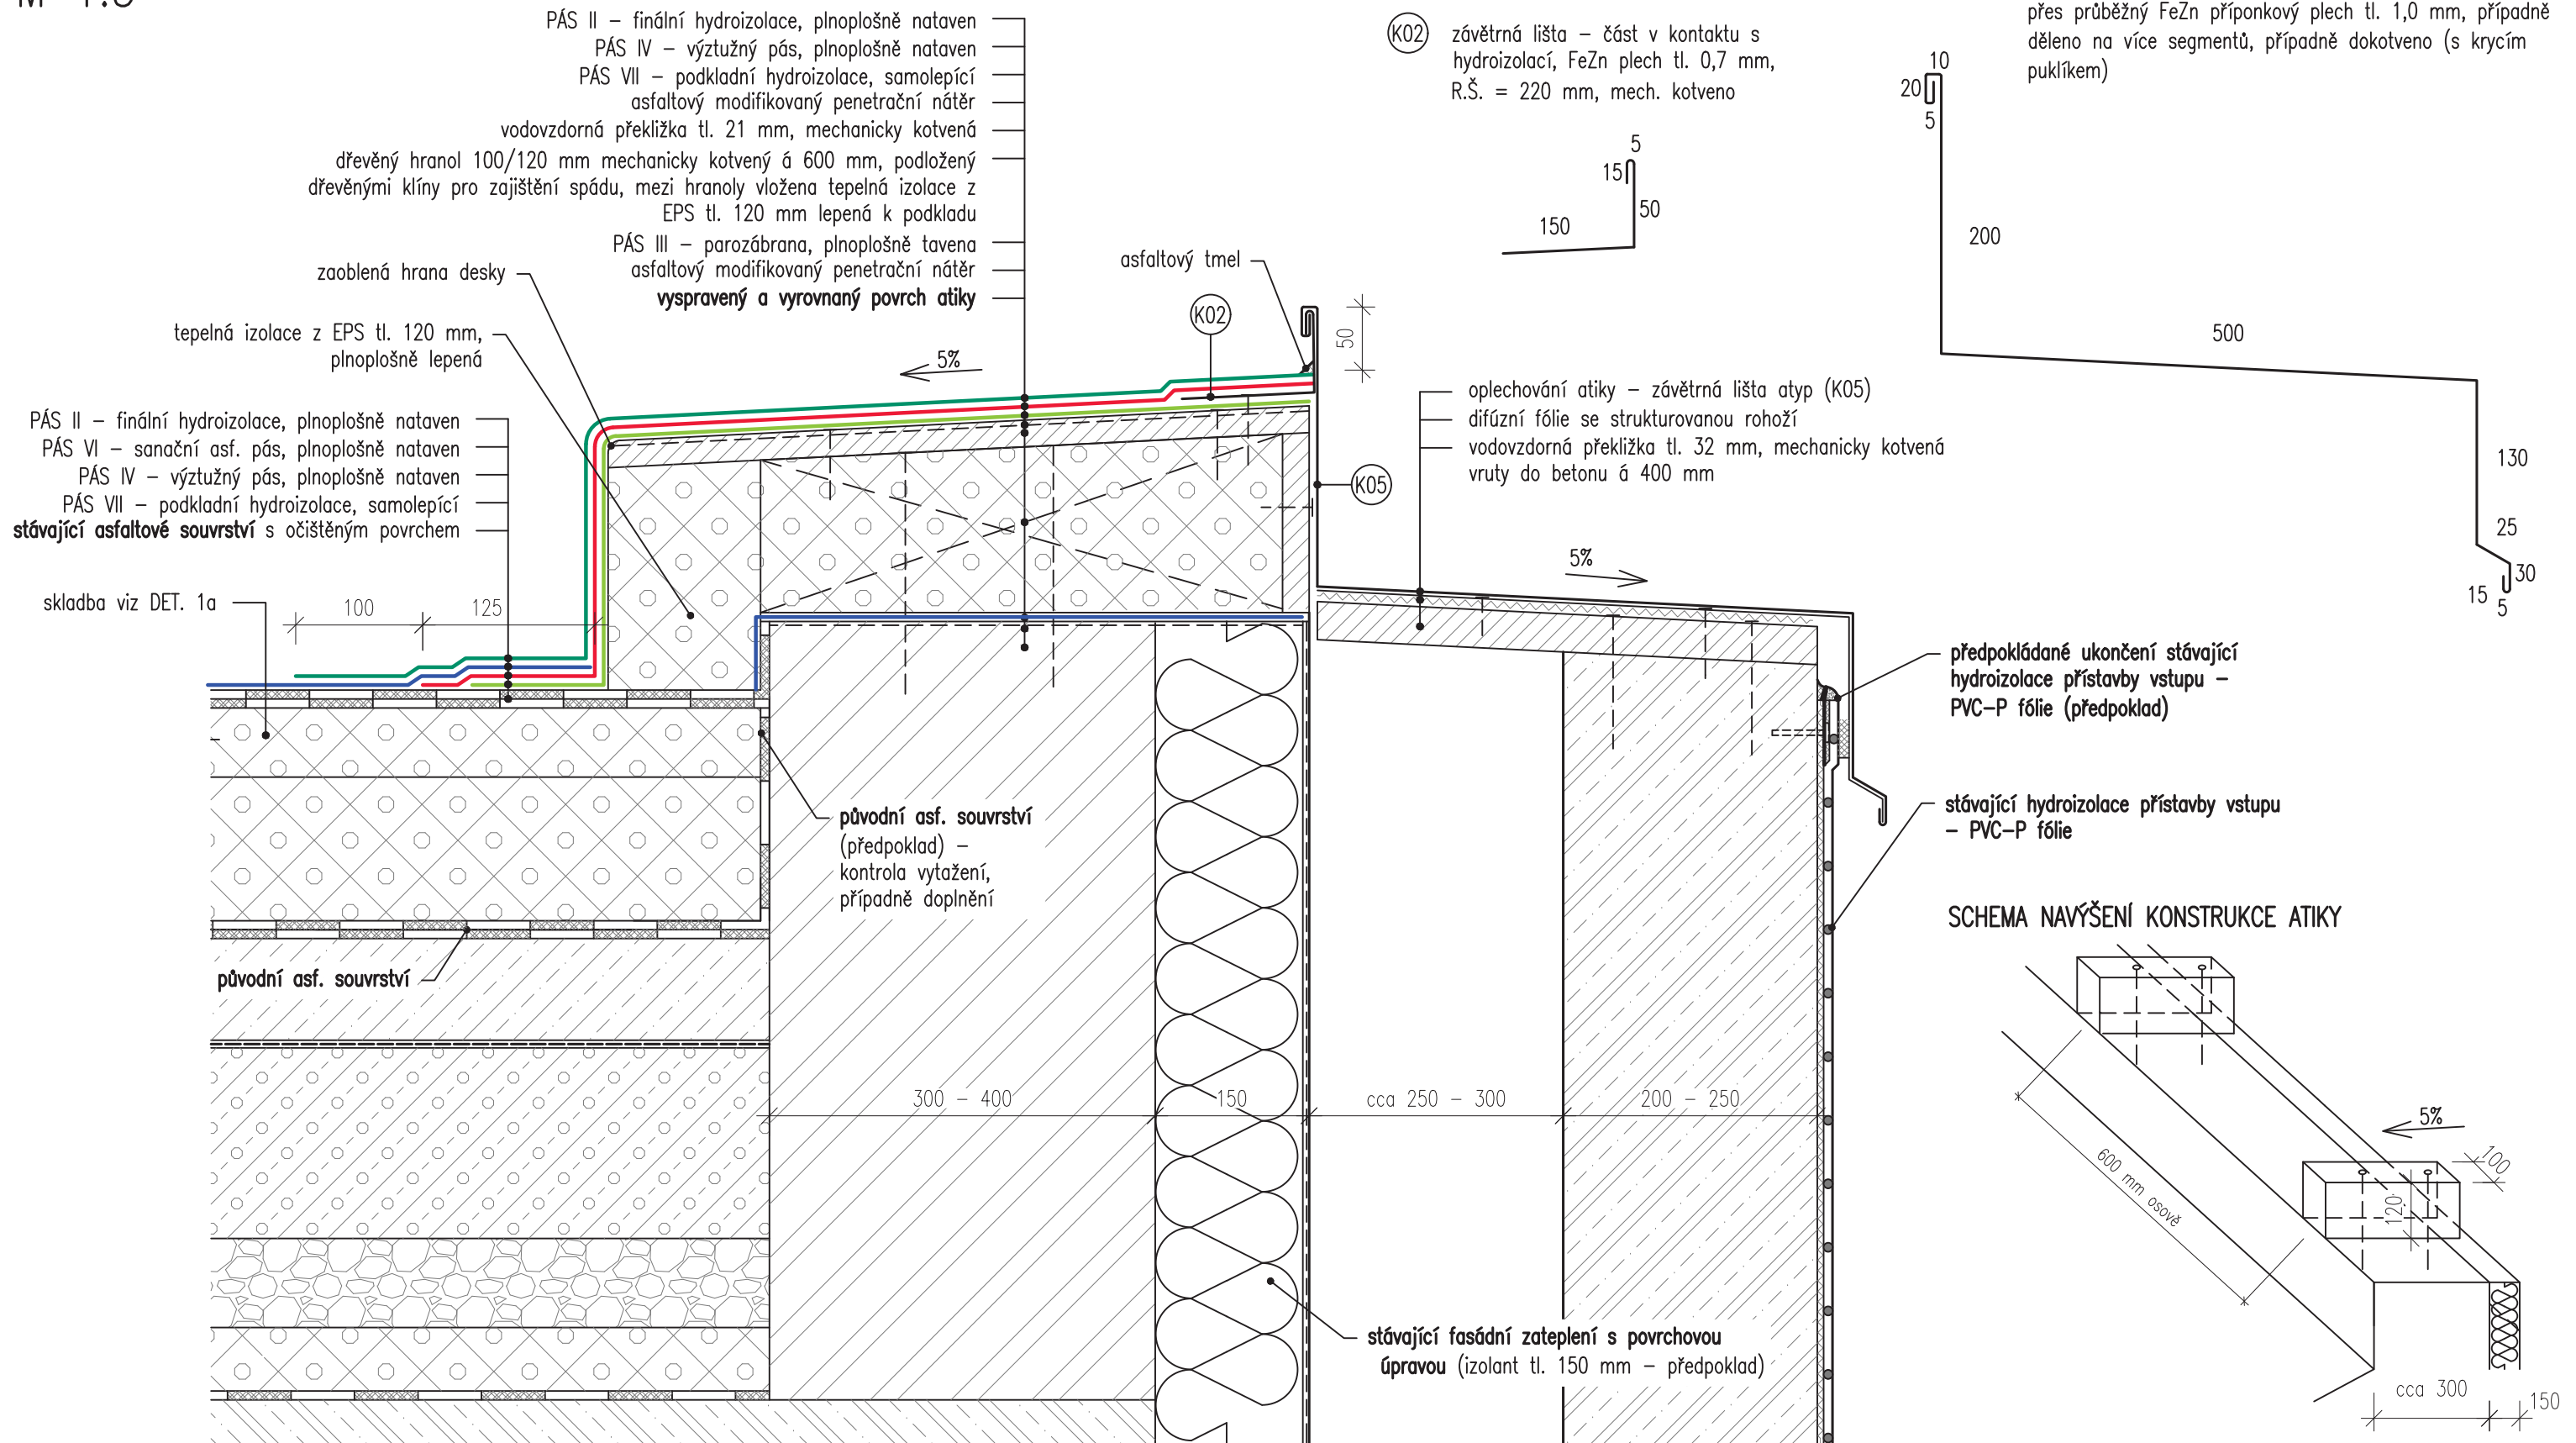 PÁS II – finální hydroizolace, plnoplošně nataven
PÁS IV – výztužný pás, plnoplošně nataven
PÁS VII – podkladní hydroizolace, samolepící
asfaltový modifikovaný penetrační nátěr
vodovzdorná překližka tl. 21 mm, mechanicky kotvená
dřevěný hranol 100/120 mm mechanicky kotvený á 600 mm, podložený
dřevěnými klíny pro zajištění spádu, mezi hranoly vložena tepelná izolace z
EPS tl. 120 mm lepená k podkladu
PÁS III – parozábrana, plnoplošně tavena
asfaltový modifikovaný penetrační nátěr
vyspravený a vyrovnaný povrch atiky
zaoblená hrana desky
tepelná izolace z EPS tl. 120 mm,
plnoplošně lepená
PÁS II – finální hydroizolace, plnoplošně nataven
PÁS VI – sanační asf. pás, plnoplošně nataven
PÁS IV – výztužný pás, plnoplošně nataven
PÁS VII – podkladní hydroizolace, samolepící
stávající asfaltové souvrství s očištěným povrchem
skladba viz DET. 1a
100
125
5%
asfaltový tmel
K02
50
K02
závětrná lišta – část v kontaktu s
hydroizolací, FeZn plech tl. 0,7 mm,
R.Š. = 220 mm, mech. kotveno
5
15
50
150
přes průběžný FeZn příponkový plech tl. 1,0 mm, případně
děleno na více segmentů, případně dokotveno (s krycím
puklíkem)
10
20
5
200
500
130
25
30
15
5
oplechování atiky – závětrná lišta atyp (K05)
difúzní fólie se strukturovanou rohoží
vodovzdorná překližka tl. 32 mm, mechanicky kotvená
vruty do betonu á 400 mm
K05
5%
předpokládané ukončení stávající
hydroizolace přístavby vstupu –
PVC–P fólie (předpoklad)
stávající hydroizolace přístavby vstupu
– PVC–P fólie
původní asf. souvrství
(předpoklad) –
kontrola vytažení,
případně doplnění
původní asf. souvrství
300 – 400
150
cca 250 – 300
200 – 250
stávající fasádní zateplení s povrchovou
úpravou (izolant tl. 150 mm – předpoklad)
SCHEMA NAVÝŠENÍ KONSTRUKCE ATIKY
5%
100
120
600 mm osově
cca 300
150